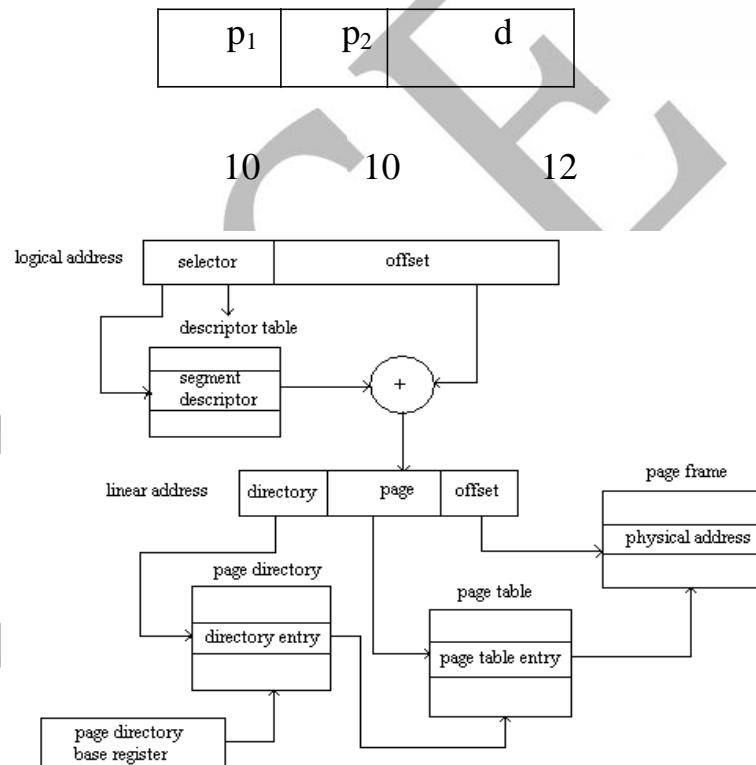 p₁ p₂ d
10 10 12
logical address selector offset
descriptor table
segment
descriptor
+
linear address directory page offset
page frame
physical address
page directory
directory entry
page table
page table entry
page directory
base register